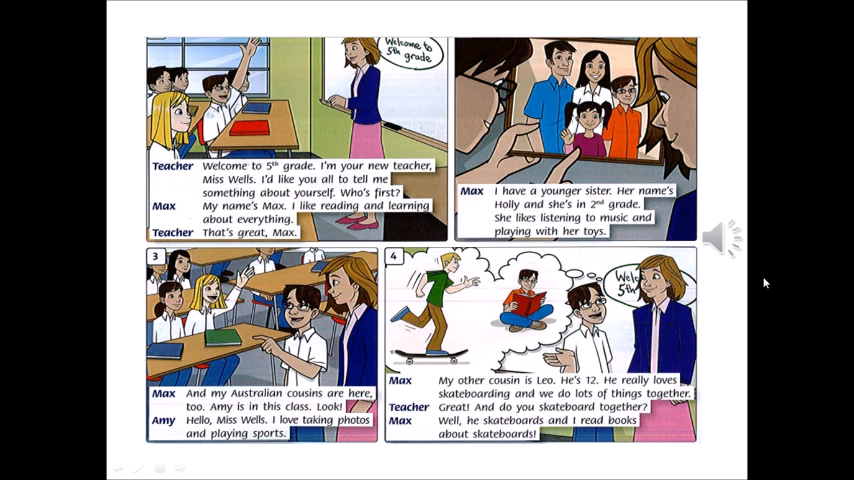 Welcome to
5th grade
Teacher Welcome to 5th grade. I'm your new teacher,
Miss Wells. I'd like you all to tell me
something about yourself. Who's first?
Max My name's Max. I like reading and learning
about everything.
Teacher That's great, Max.
Max I have a younger sister. Her name's
Holly and she's in 2nd grade.
She likes listening to music and
playing with her toys.
3
Max And my Australian cousins are here,
too. Amy is in this class. Look!
Amy Hello, Miss Wells. I love taking photos
and playing sports.
4
Welc
5th
Max My other cousin is Leo. He's 12. He really loves
skateboarding and we do lots of things together.
Teacher Great! And do you skateboard together?
Max Well, he skateboards and I read books
about skateboards!